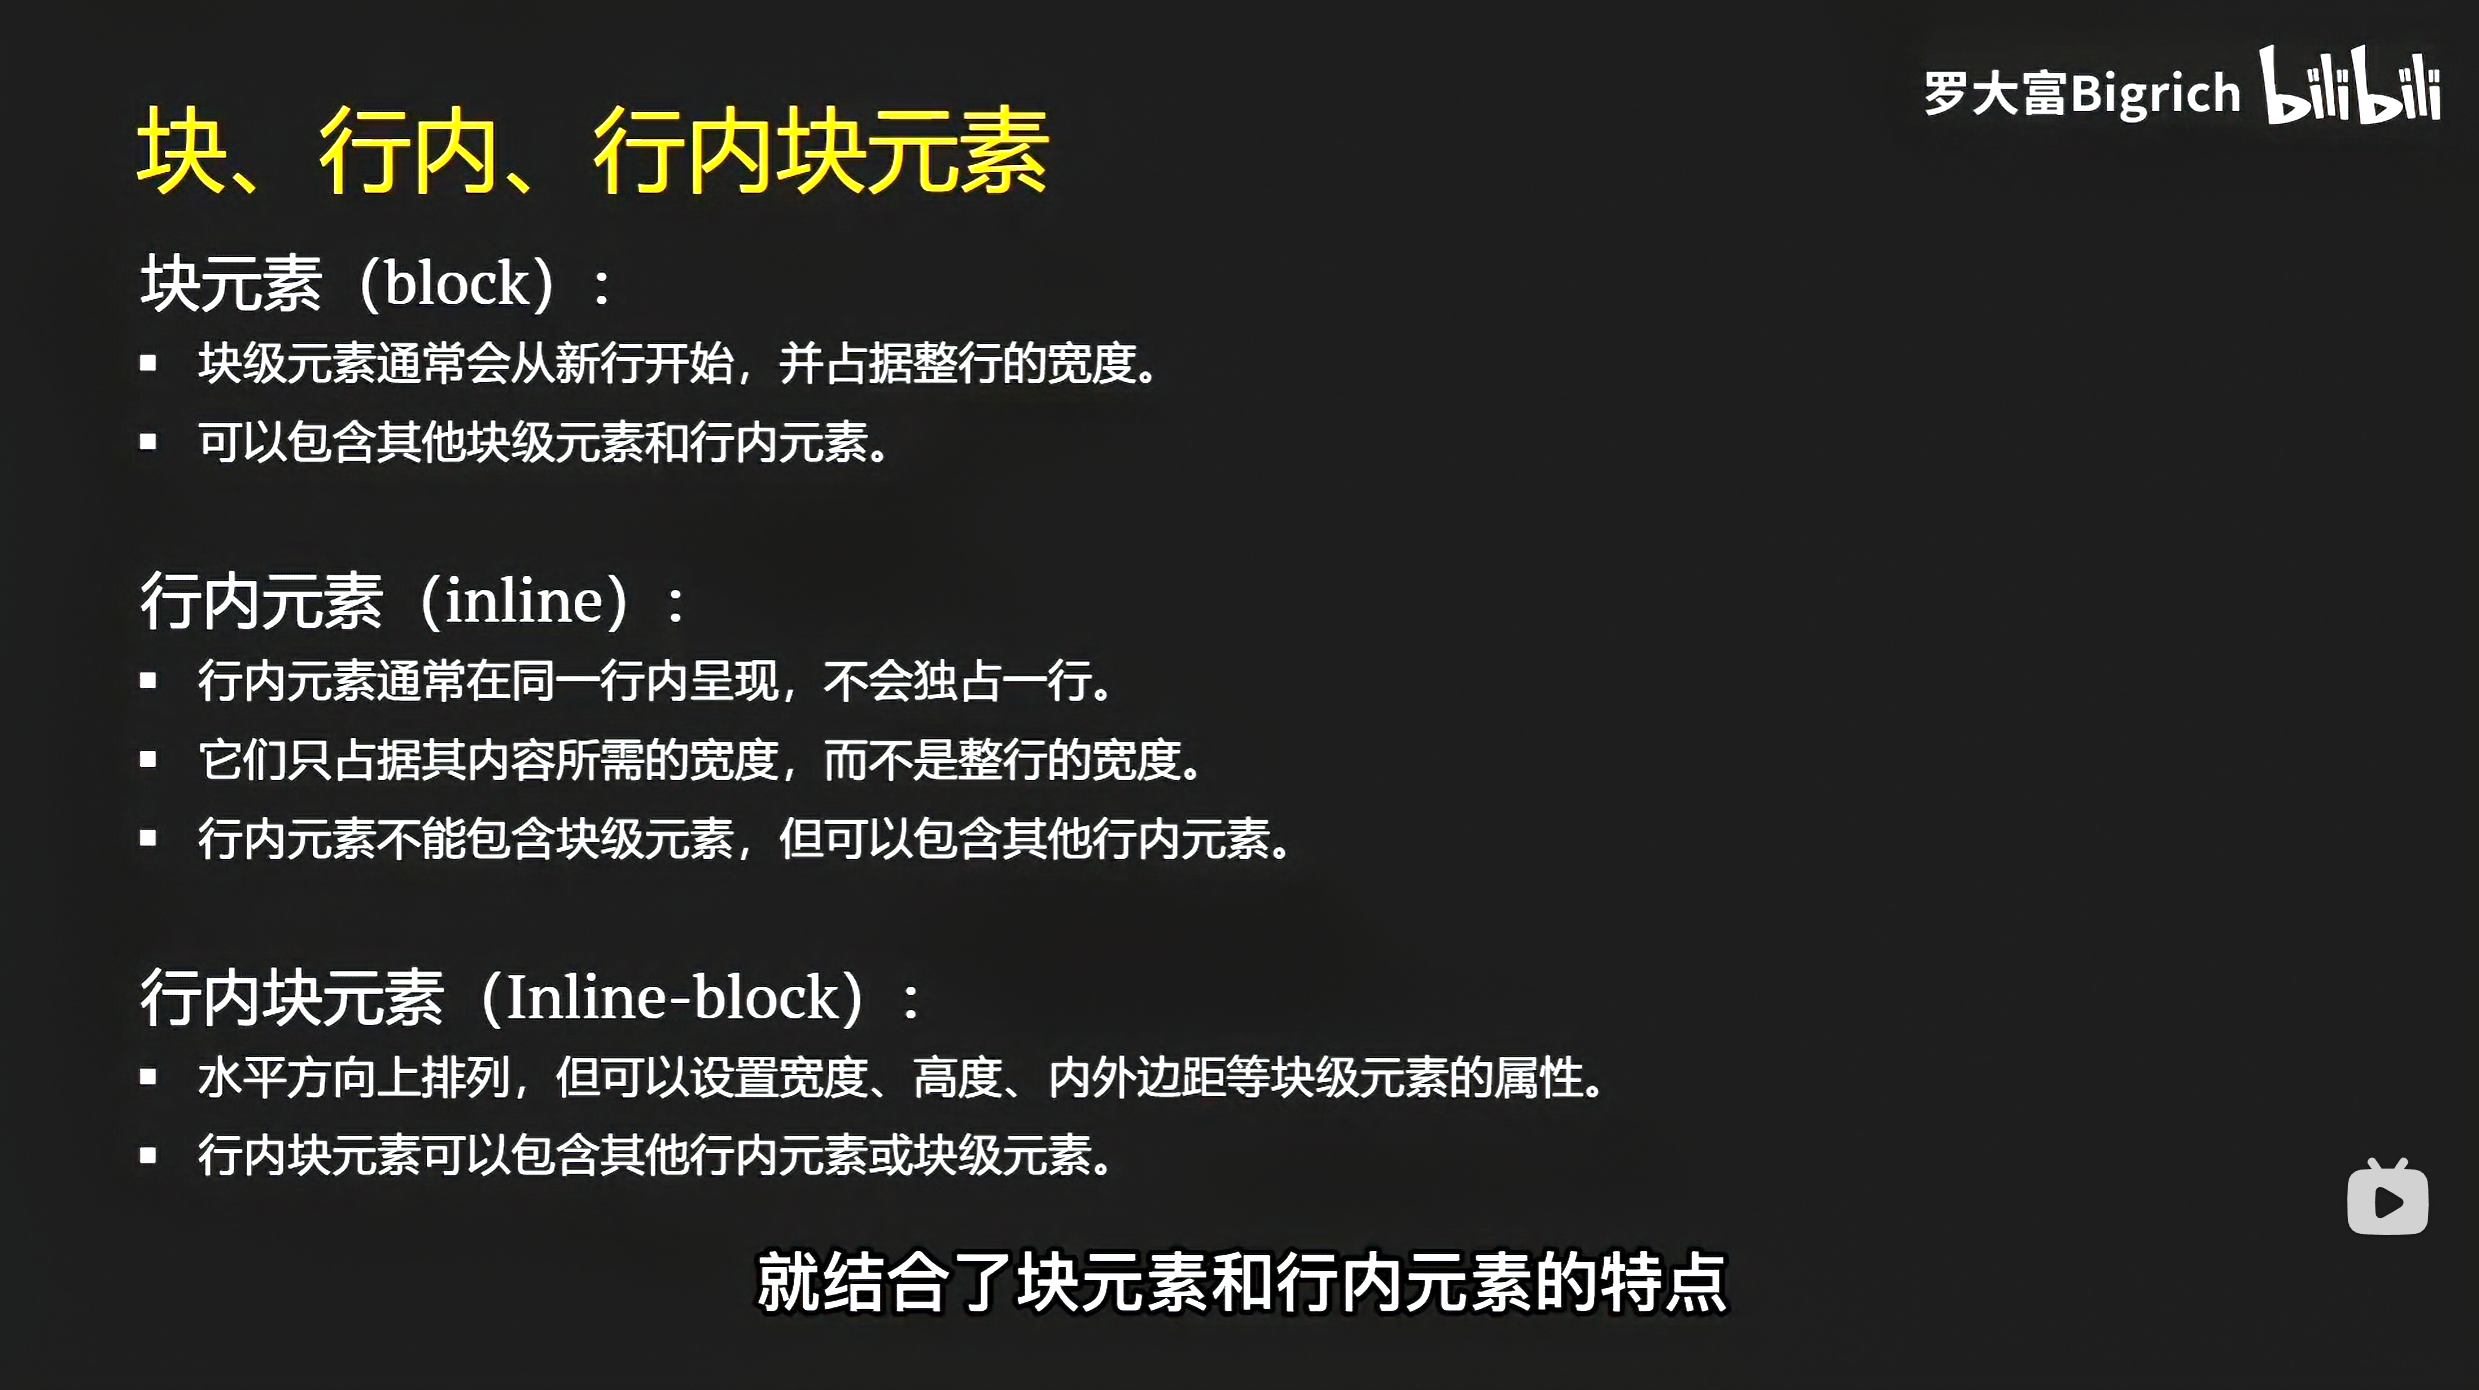 罗大富Bigrich bilibili
块、行内、行内块元素
块元素（block）：
▪ 块级元素通常会从新行开始，并占据整行的宽度。
▪ 可以包含其他块级元素和行内元素。
行内元素（inline）：
▪ 行内元素通常在同一行内呈现，不会独占一行。
▪ 它们只占据其内容所需的宽度，而不是整行的宽度。
▪ 行内元素不能包含块级元素，但可以包含其他行内元素。
行内块元素（Inline-block）：
▪ 水平方向上排列，但可以设置宽度、高度、内外边距等块级元素的属性。
▪ 行内块元素可以包含其他行内元素或块级元素。
就结合了块元素和行内元素的特点